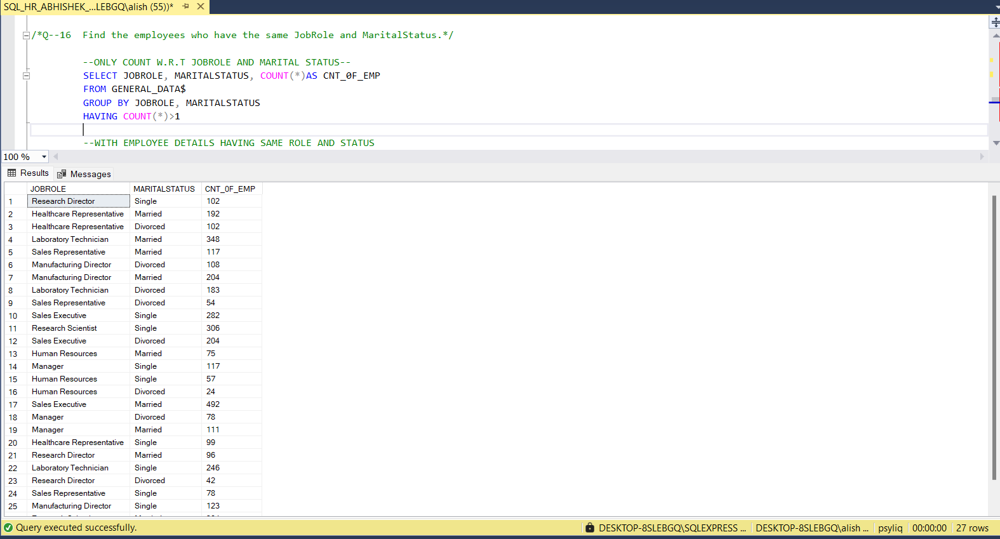 SQL_HR_ABHISHEK_...LEBGQ\alish (55))*
/*Q--16  Find the employees who have the same JobRole and MaritalStatus.*/
--ONLY COUNT W.R.T JOBROLE AND MARITAL STATUS--
SELECT JOBROLE, MARITALSTATUS, COUNT(*)AS CNT_0F_EMP
FROM GENERAL_DATA$
GROUP BY JOBROLE, MARITALSTATUS
HAVING COUNT(*)>1
--WITH EMPLOYEE DETAILS HAVING SAME ROLE AND STATUS
100 %
Results Messages
JOBROLE MARITALSTATUS CNT_0F_EMP
1 Research Director Single 102
2 Healthcare Representative Married 192
3 Healthcare Representative Divorced 102
4 Laboratory Technician Married 348
5 Sales Representative Married 117
6 Manufacturing Director Divorced 108
7 Manufacturing Director Married 204
8 Laboratory Technician Divorced 183
9 Sales Representative Divorced 54
10 Sales Executive Single 282
11 Research Scientist Single 306
12 Sales Executive Divorced 204
13 Human Resources Married 75
14 Manager Single 117
15 Human Resources Single 57
16 Human Resources Divorced 24
17 Sales Executive Married 492
18 Manager Divorced 78
19 Manager Married 111
20 Healthcare Representative Single 99
21 Research Director Married 96
22 Laboratory Technician Single 246
23 Research Director Divorced 42
24 Sales Representative Single 78
25 Manufacturing Director Single 123
Query executed successfully. DESKTOP-8SLEBGQ\SQLEXPRESS ... DESKTOP-8SLEBGQ\alish ... psyliq 00:00:00 27 rows